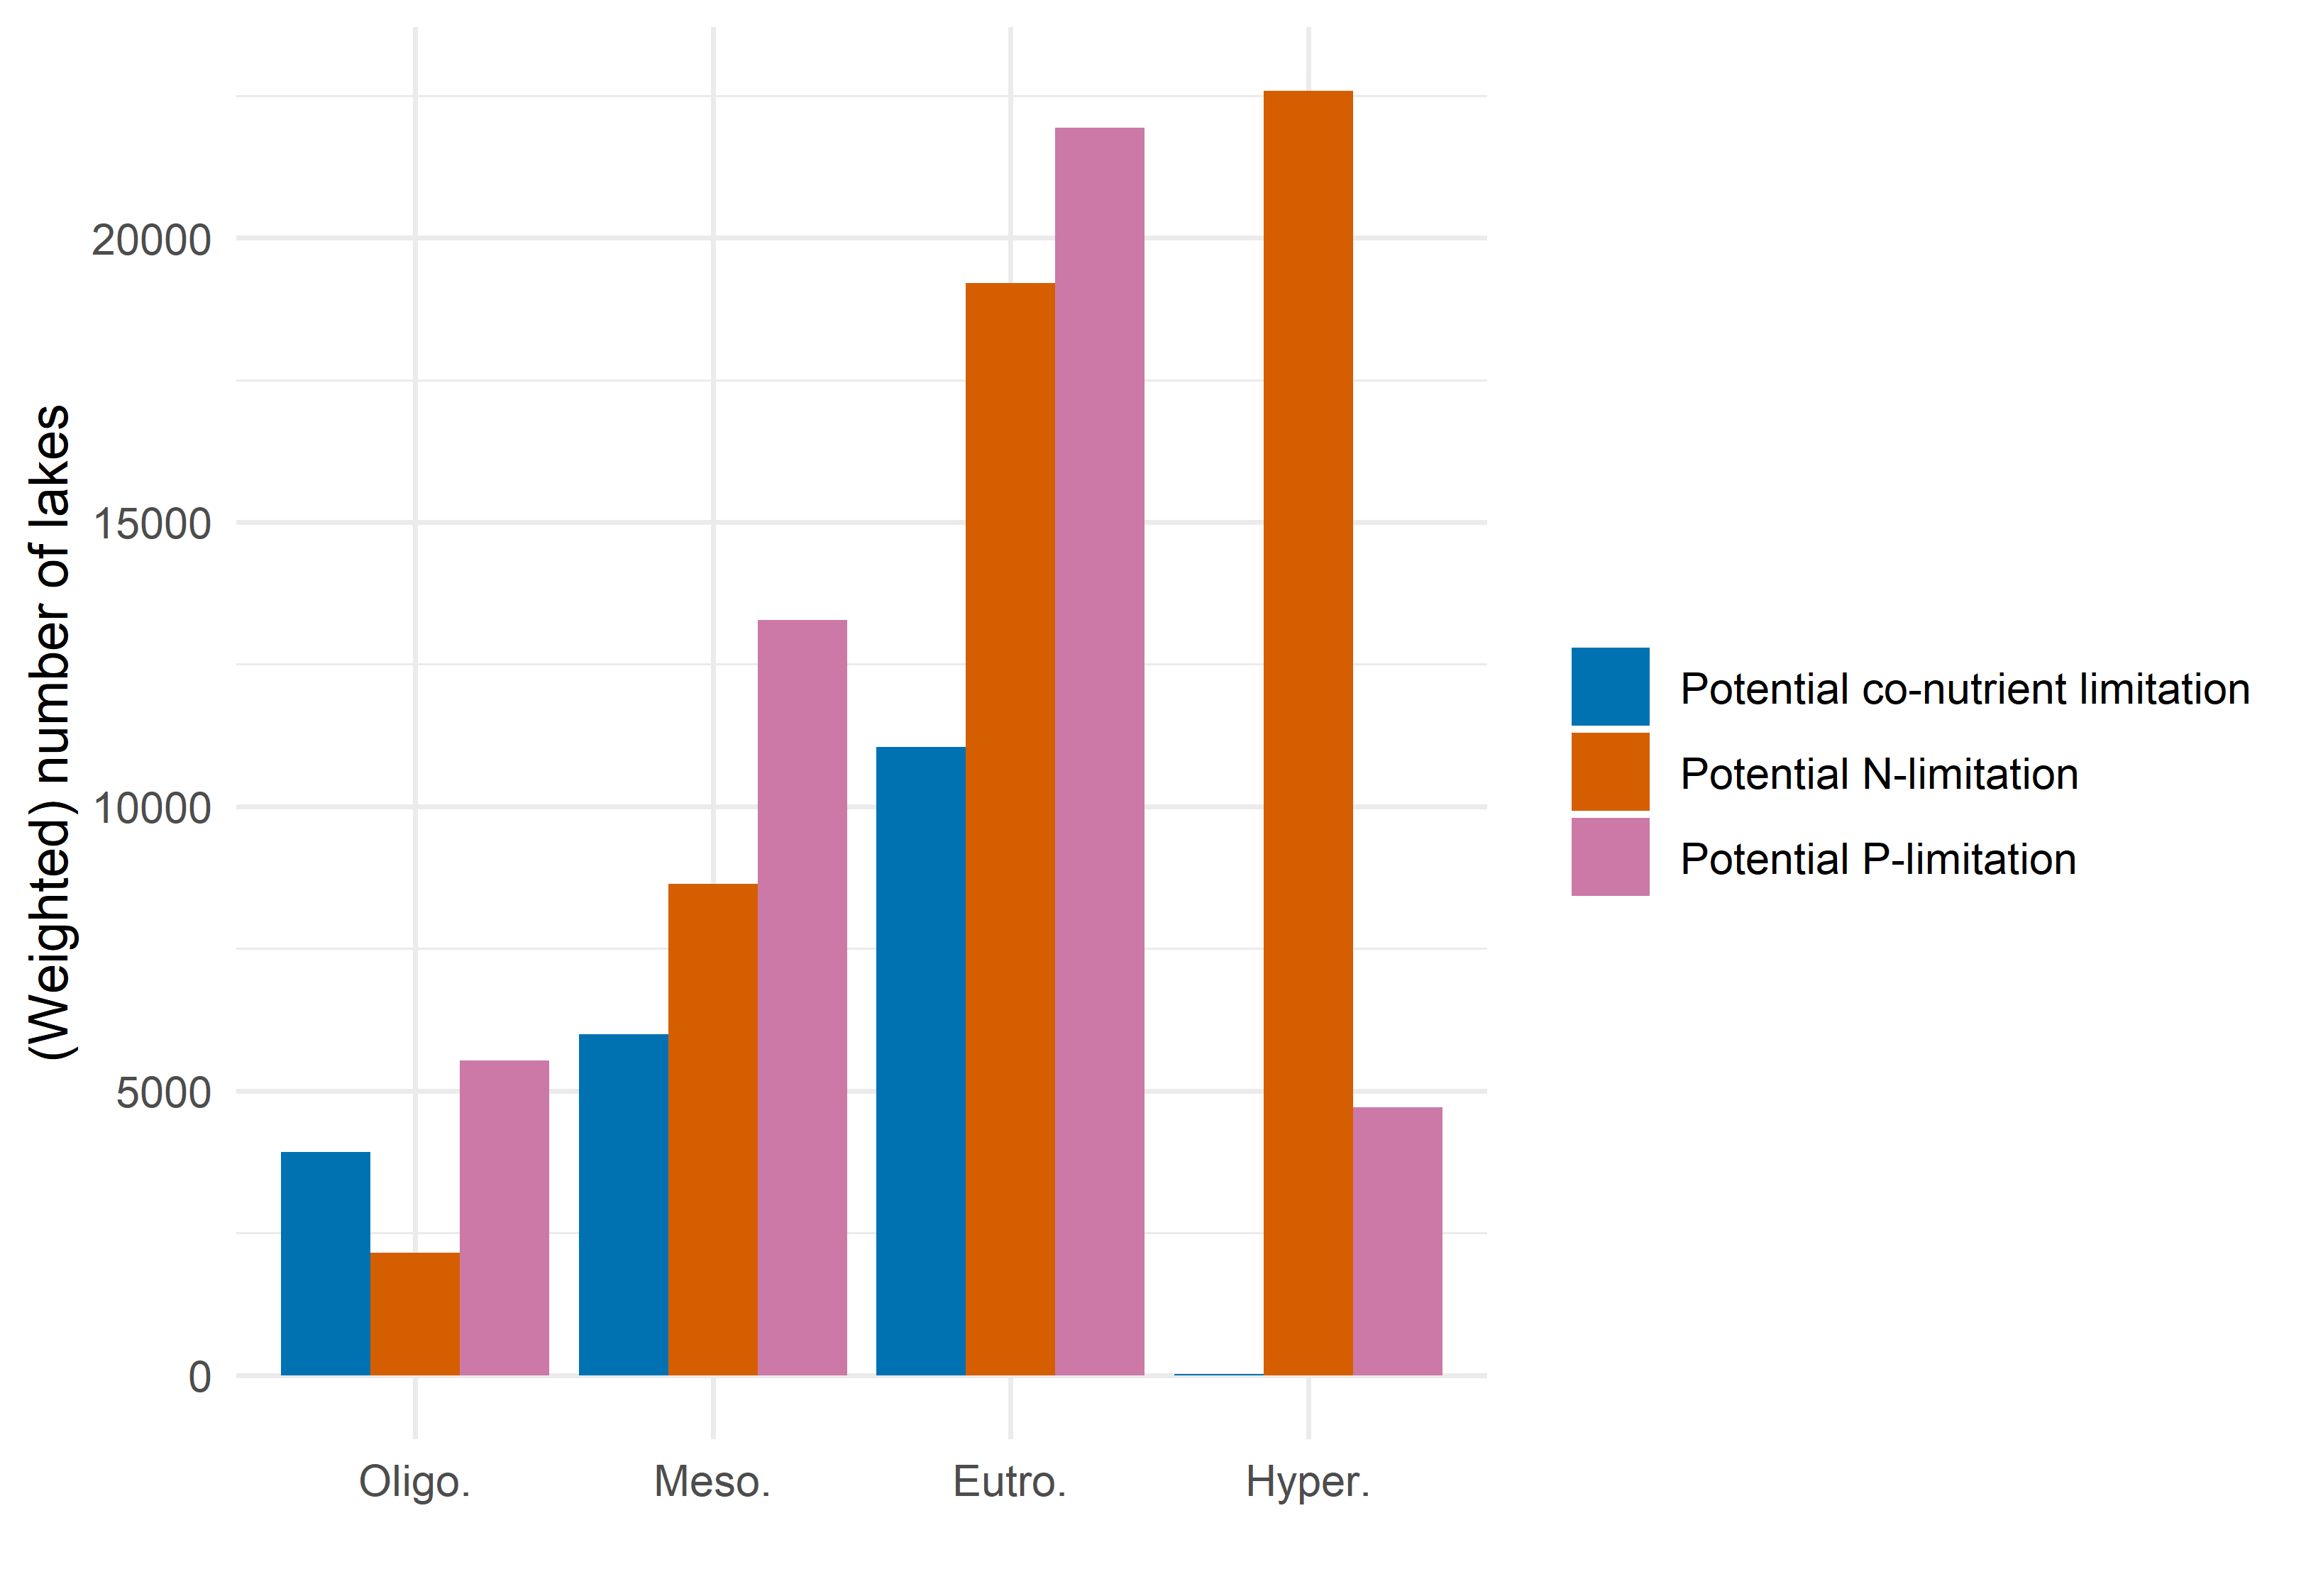 (Weighted) number of lakes
20000
15000
10000
5000
0
Oligo.
Meso.
Eutro.
Hyper.
Potential co-nutrient limitation
Potential N-limitation
Potential P-limitation